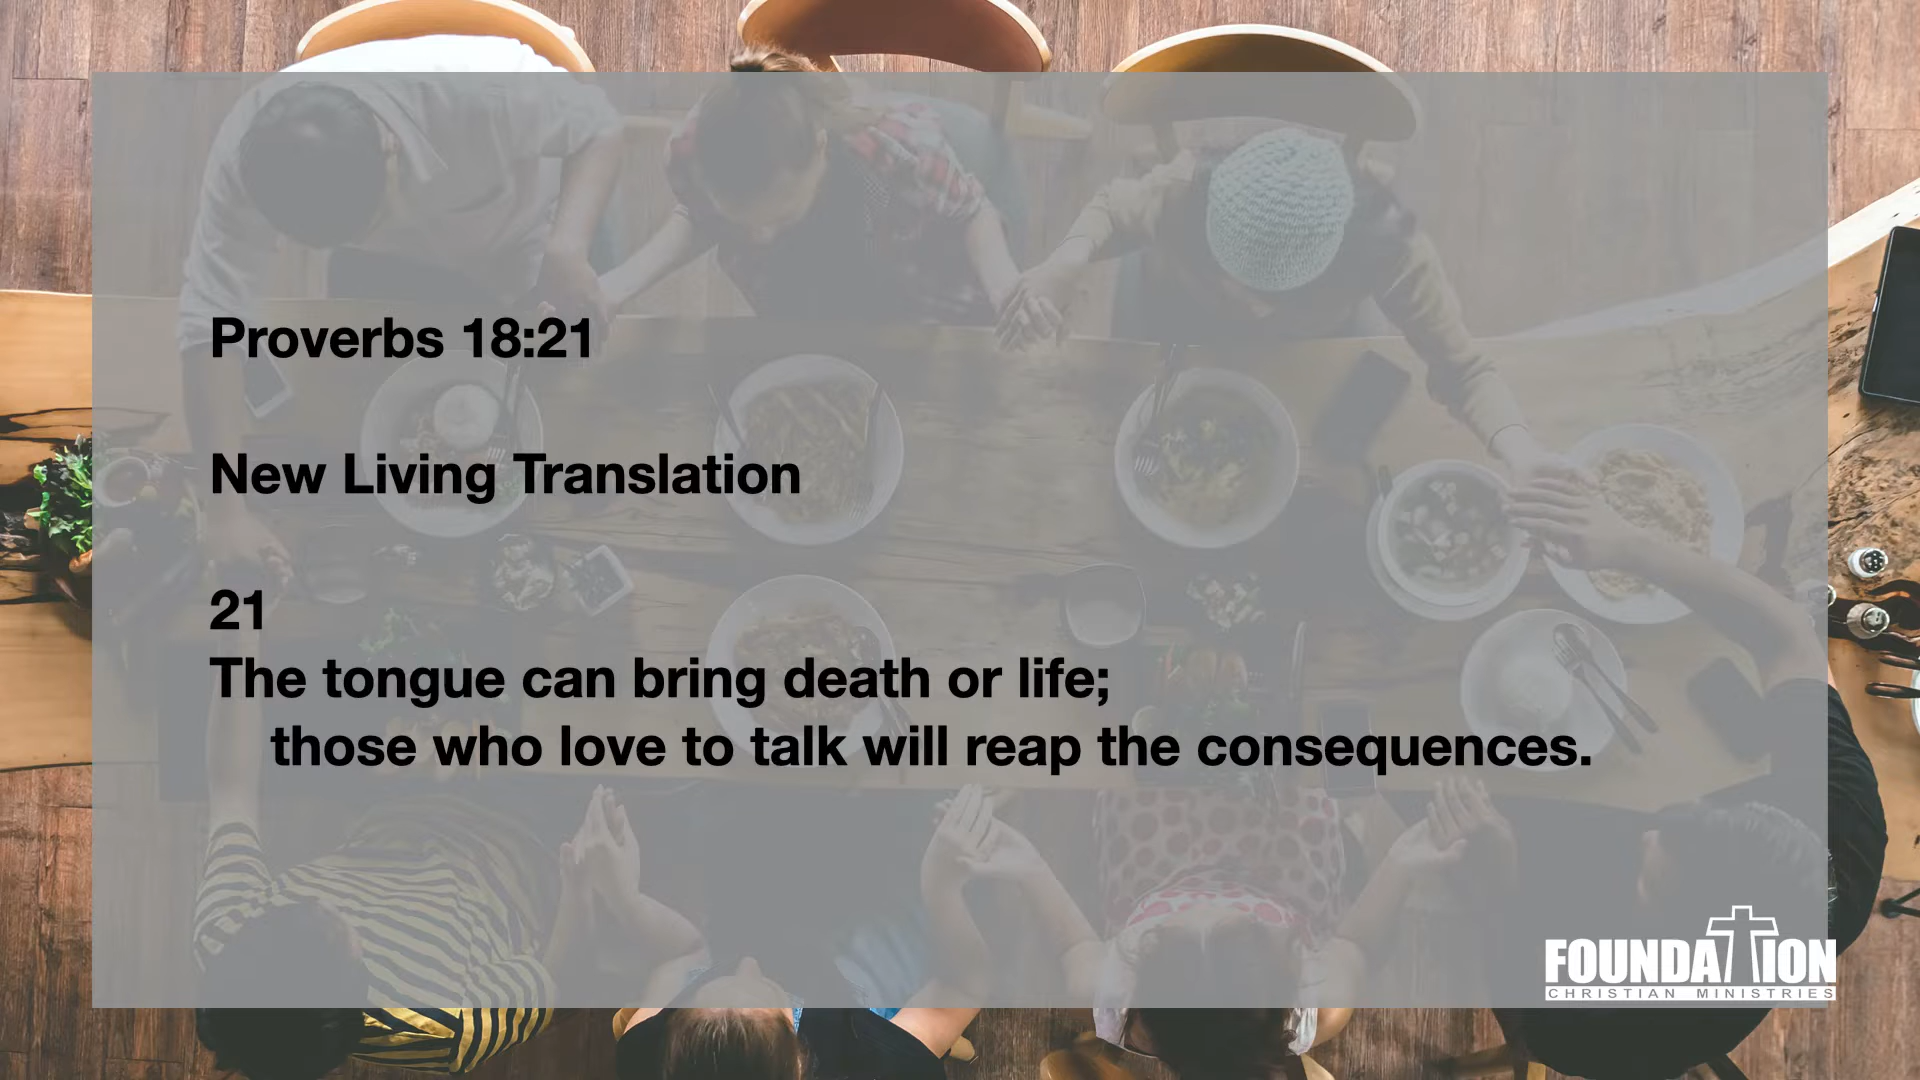 Proverbs 18:21
New Living Translation
21
The tongue can bring death or life;
those who love to talk will reap the consequences.
FOUNDATION
CHRISTIAN MINISTRIES